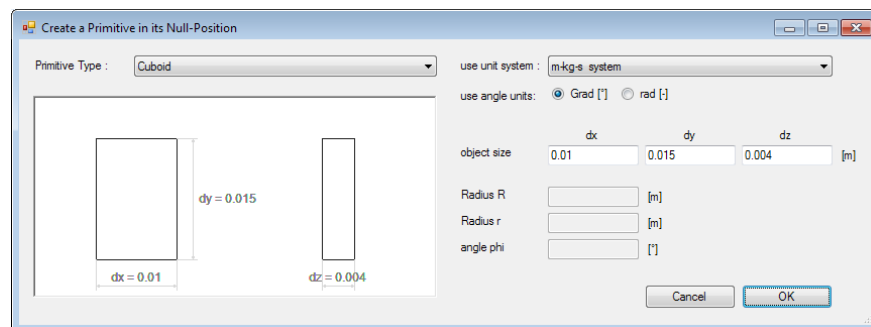 Create a Primitive in its Null-Position
Primitive Type :
Cuboid
dy = 0.015
dx = 0.01
dz = 0.004
use unit system :
m-kg-s system
use angle units:
Grad [°]
rad [-]
dx
dy
dz
object size
0.01
0.015
0.004
[m]
Radius R
[m]
Radius r
[m]
angle phi
[°]
Cancel
OK